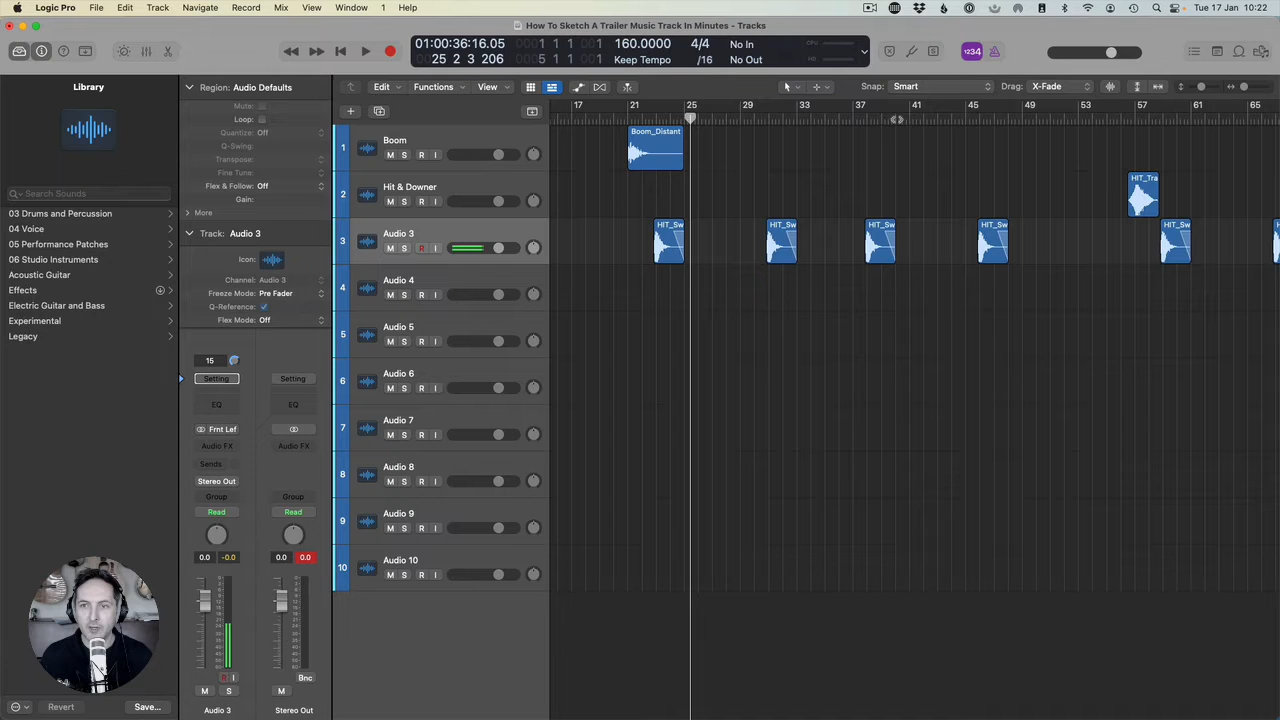 Logic Pro File Edit Track Navigate Record Mix View Window 1 Help Tue 17 Jan 10:22
How To Sketch A Trailer Music Track In Minutes - Tracks
01:00:36:16.05 1 1 1 1 160.0000 4/4 No In CPU
25 2 3 206 5 1 1 1 Keep Tempo /16 No Out
1234
Library Region: Audio Defaults Edit Functions View Snap: Smart Drag: X-Fade
Mute:
Loop:
Quantize: Off
Q-Swing:
Transpose:
Fine Tune:
Flex & Follow: Off
Gain:
More
17 21 25 29 33 37 41 45 49 53 57 61 65
Search Sounds
03 Drums and Percussion
04 Voice
05 Performance Patches
06 Studio Instruments
Acoustic Guitar
Effects
Electric Guitar and Bass
Experimental
Legacy
Track: Audio 3
Icon:
Channel: Audio 3
Freeze Mode: Pre Fader
Q-Reference:
Flex Mode: Off
15
Setting Setting
EQ EQ
Frnt Lef
Audio FX Audio FX
Sends
Stereo Out
Group Group
Read Read
0.0 -0.0 0.0 0.0
R I Bnc
M S M
Audio 3 Stereo Out
Revert Save...
1 Boom
M S R I
Boom_Distant
2 Hit & Downer
M S R I
HIT_Tra
3 Audio 3
M S R I
HIT_Sw HIT_Sw HIT_Sw HIT_Sw HIT_Sw
4 Audio 4
M S R I
5 Audio 5
M S R I
6 Audio 6
M S R I
7 Audio 7
M S R I
8 Audio 8
M S R I
9 Audio 9
M S R I
10 Audio 10
M S R I